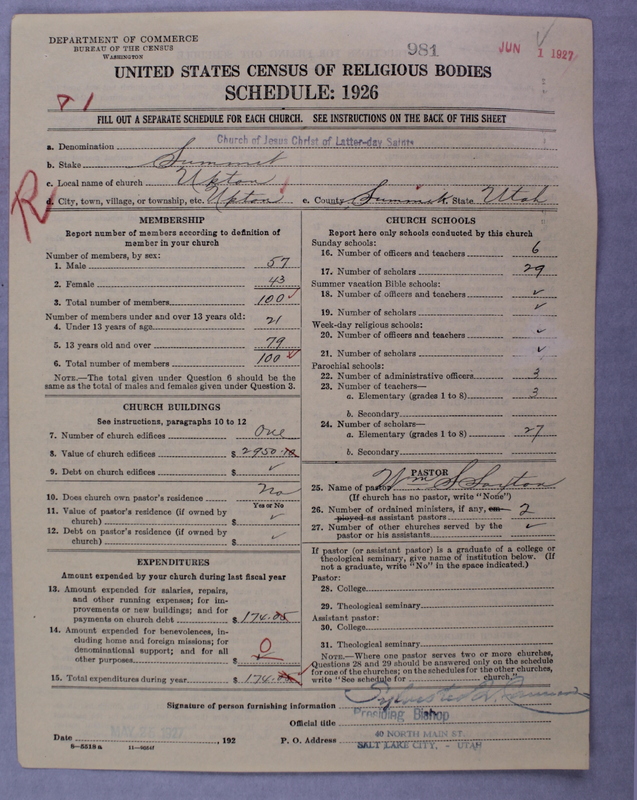 DEPARTMENT OF COMMERCE
BUREAU OF THE CENSUS
WASHINGTON
981
JUN 1 1927
UNITED STATES CENSUS OF RELIGIOUS BODIES
SCHEDULE: 1926
FILL OUT A SEPARATE SCHEDULE FOR EACH CHURCH. SEE INSTRUCTIONS ON THE BACK OF THIS SHEET
a. Denomination Church of Jesus Christ of Latter-day Saints
b. Stake Summit
c. Local name of church Upton
R
d. City, town, village, or township, etc. Upton e. County Summit State Utah
MEMBERSHIP
Report number of members according to definition of
member in your church
Number of members, by sex:
1. Male 57
2. Female 43
3. Total number of members 100
Number of members under and over 13 years old:
4. Under 13 years of age 21
5. 13 years old and over 79
6. Total number of members 100
NOTE.—The total given under Question 6 should be the
same as the total of males and females given under Question 3.
CHURCH BUILDINGS
See instructions, paragraphs 10 to 12
7. Number of church edifices One
8. Value of church edifices $ 2950.
9. Debt on church edifices $ ✓
10. Does church own pastor's residence No
Yes or No
11. Value of pastor's residence (if owned by
church) $ ✓
12. Debt on pastor's residence (if owned by
church) $ ✓
EXPENDITURES
Amount expended by your church during last fiscal year
13. Amount expended for salaries, repairs,
and other running expenses; for im-
provements or new buildings; and for
payments on church debt $ 174.05
14. Amount expended for benevolences, in-
cluding home and foreign missions; for
denominational support; and for all
other purposes $ 0
15. Total expenditures during year $ 174.
CHURCH SCHOOLS
Report here only schools conducted by this church
Sunday schools:
16. Number of officers and teachers 6
17. Number of scholars 29
Summer vacation Bible schools:
18. Number of officers and teachers ✓
19. Number of scholars ✓
Week-day religious schools:
20. Number of officers and teachers ✓
21. Number of scholars ✓
Parochial schools:
22. Number of administrative officers 3
23. Number of teachers—
a. Elementary (grades 1 to 8) 3
b. Secondary
24. Number of scholars—
a. Elementary (grades 1 to 8) 27
b. Secondary
PASTOR
25. Name of pastor Wm S
(If church has no pastor, write "None")
26. Number of ordained ministers, if any, em-
ployed as assistant pastors 2
27. Number of other churches served by the
pastor or his assistants ✓
If pastor (or assistant pastor) is a graduate of a college or
theological seminary, give name of institution below. (If
not a graduate, write "No" in the space indicated.)
Pastor:
28. College
29. Theological seminary
Assistant pastor:
30. College
31. Theological seminary
NOTE.—Where one pastor serves two or more churches,
Questions 28 and 29 should be answered only on the schedule
for one of the churches; on the schedules for the other churches,
write "See schedule for church."
Signature of person furnishing information
Official title Presiding Bishop
Date , 192 P. O. Address 40 NORTH MAIN ST.
SALT LAKE CITY, - UTAH
8—5518 a